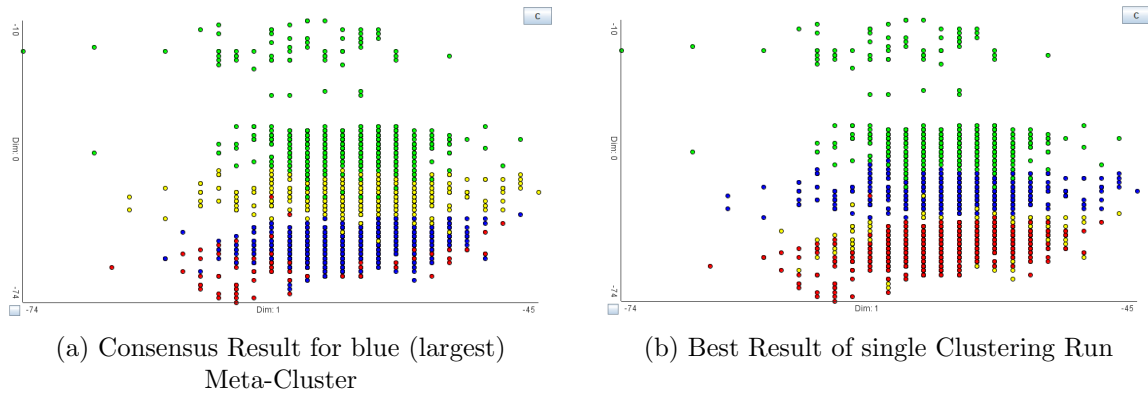 c
-10
Dim: 0
-74
-74
Dim: 1
-45
(a) Consensus Result for blue (largest)
Meta-Cluster
c
-10
Dim: 0
-74
-74
Dim: 1
-45
(b) Best Result of single Clustering Run